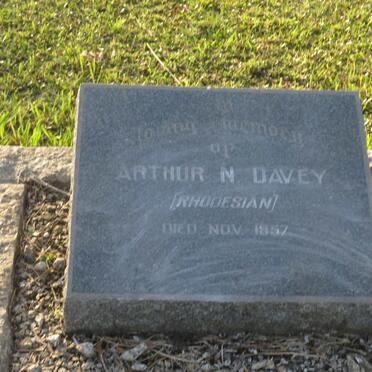 In
Loving Memory
of
ARTHUR N. DAVEY
[RHODESIAN]
DIED NOV. 1957